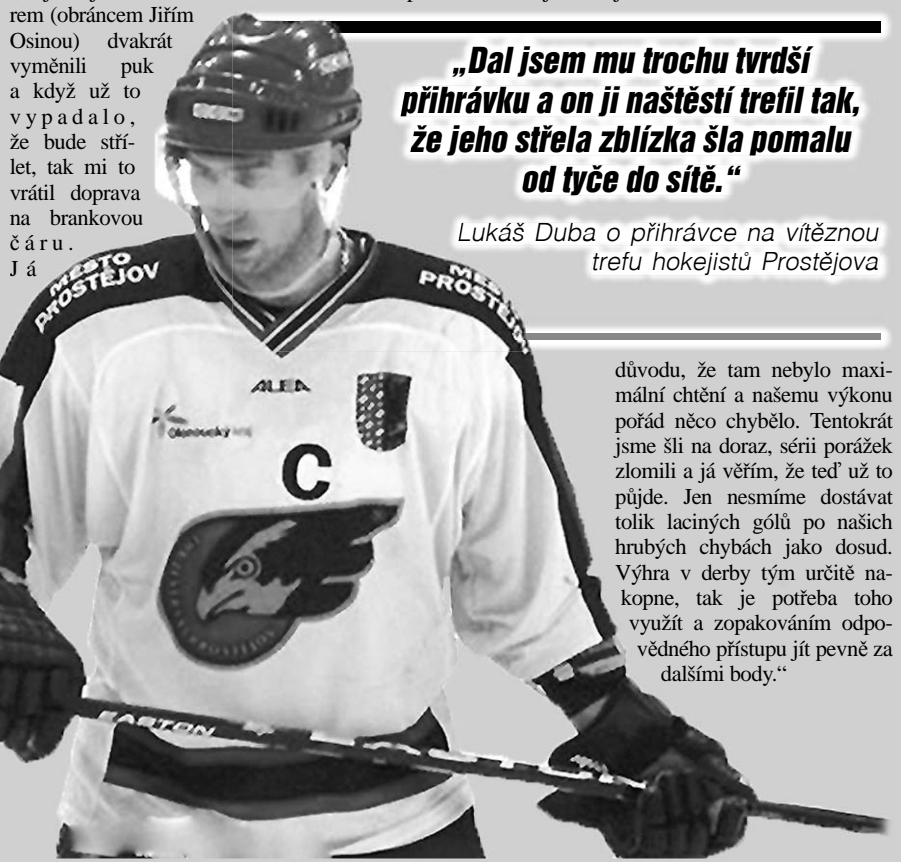 rem (obráncem Jiřím
Osinou) dvakrát
vyměnili puk
a když už to
vypadalo,
že bude stří-
let, tak mi to
vrátil doprava
na brankovou
čáru.
Já
„Dal jsem mu trochu tvrdší
přihrávku a on ji naštěstí trefil tak,
že jeho střela zblízka šla pomalu
od tyče do sítě.“
Lukáš Duba o přihrávce na vítěznou
trefu hokejistů Prostějova
MĚSTO
PROSTĚJOV
PROSTĚJOV
ALEA
Olomoucký kraj
C
EASTON
důvodu, že tam nebylo maxi-
mální chtění a našemu výkonu
pořád něco chybělo. Tentokrát
jsme šli na doraz, sérii porážek
zlomili a já věřím, že teď už to
půjde. Jen nesmíme dostávat
tolik laciných gólů po našich
hrubých chybách jako dosud.
Výhra v derby tým určitě na-
kopne, tak je potřeba toho
využít a zopakováním odpo-
vědného přístupu jít pevně za
dalšími body.“